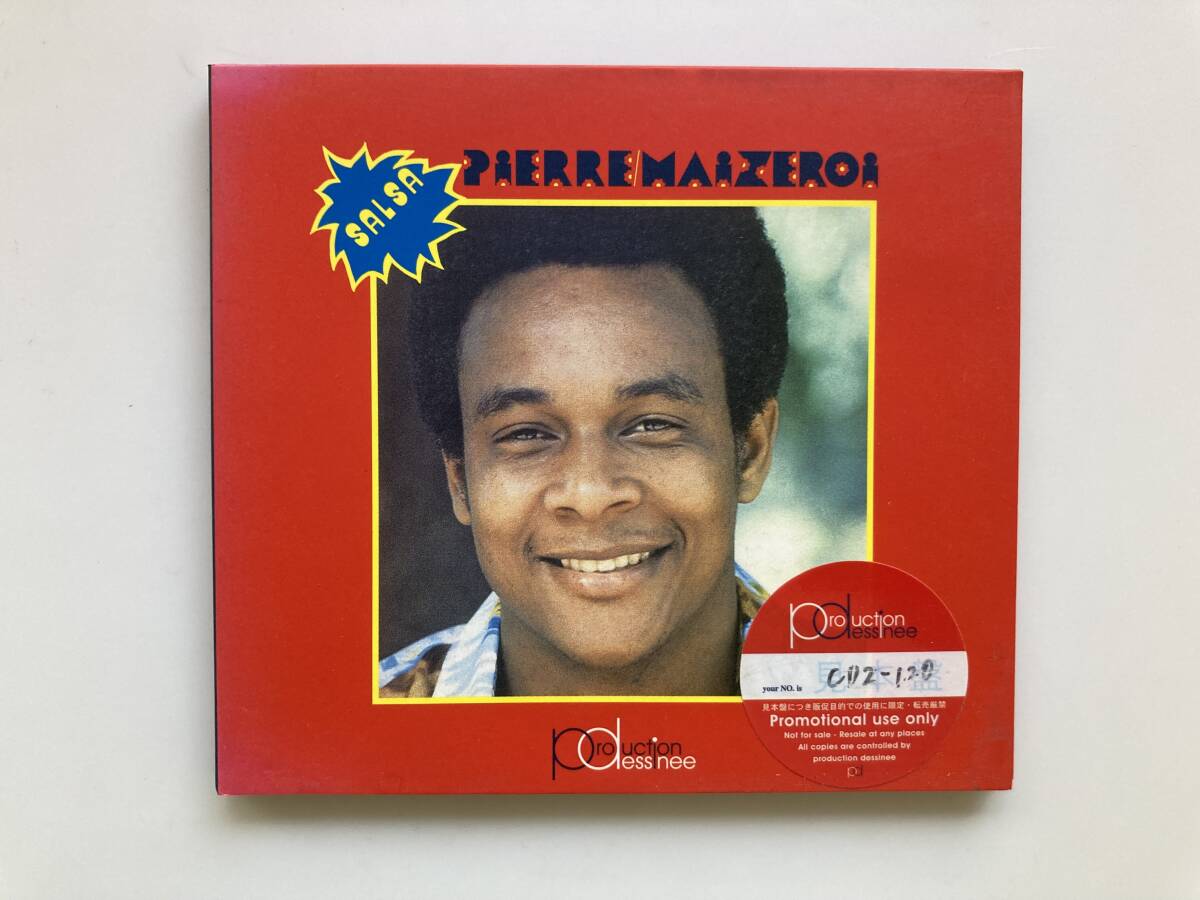 SALSA
PIERRE/MAIZEROI
production
dessinee
production
dessinee
見本盤
your NO. is CD2-120
見本盤につき販促目的での使用に限定・転売厳禁
Promotional use only
Not for sale - Resale at any places
All copies are controlled by
production dessinee
pd